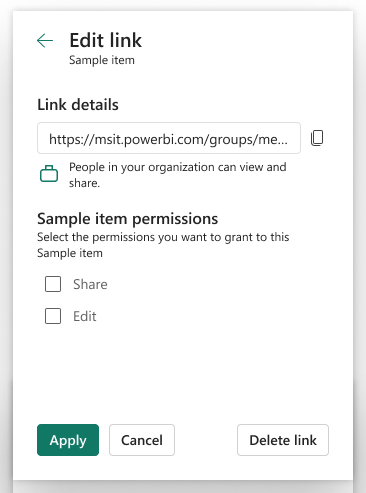 Edit link
Sample item
Link details
https://msit.powerbi.com/groups/me...
People in your organization can view and
share.
Sample item permissions
Select the permissions you want to grant to this
Sample item
Share
Edit
Apply
Cancel
Delete link